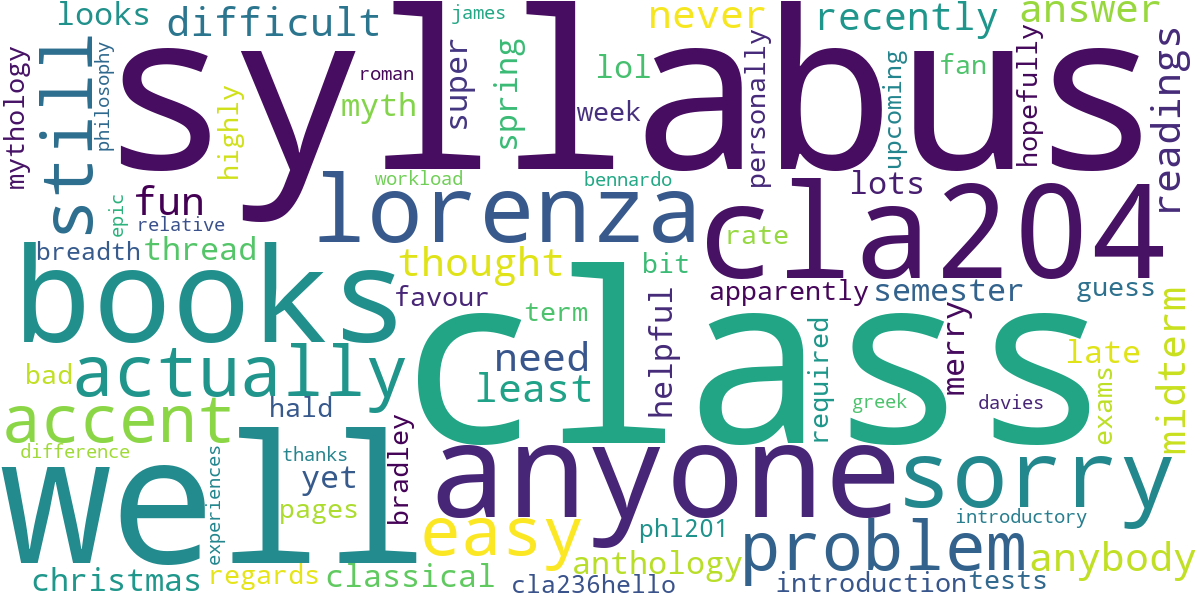 syllabus
looks
difficult
james
never
recently
answer
still
philosophy
mythology
highly
roman
myth
super
spring
lol
week
personally
upcoming
fan
hopefully
readings
epic
fun
relative
workload
bennardo
lorenza
lots
cla204
rate
breadth
thread
books
thought
favour
bit
term
apparently
semester
guess
class
need
least
helpful
required
merry
late
midterm
bad
actually
hald
greek
davies
exams
accent
difference
well
experiences
thanks
yet
pages
bradley
anyone
sorry
easy
phl201
introductory
problem
anybody
anthology
christmas
regards
classical
cla236hello
introduction
tests